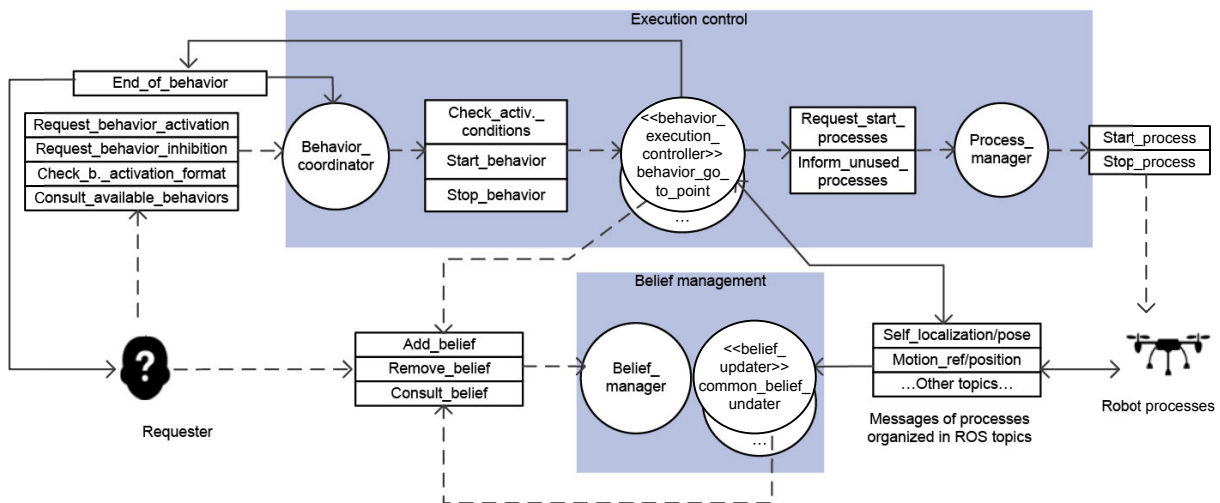 Execution control
End_of_behavior
Request_behavior_activation
Request_behavior_inhibition
Check_b._activation_format
Consult_available_behaviors
Behavior_
coordinator
Check_activ._
conditions
Start_behavior
Stop_behavior
<<behavior_
execution_
controller>>
behavior_go_
to_point
...
Request_start_
processes
Inform_unused_
processes
Process_
manager
Start_process
Stop_process
Belief management
?
Requester
Add_belief
Remove_belief
Consult_belief
Belief_
manager
<<belief_
updater>>
common_belief_
undater
...
Self_localization/pose
Motion_ref/position
...Other topics...
Messages of processes
organized in ROS topics
Robot processes